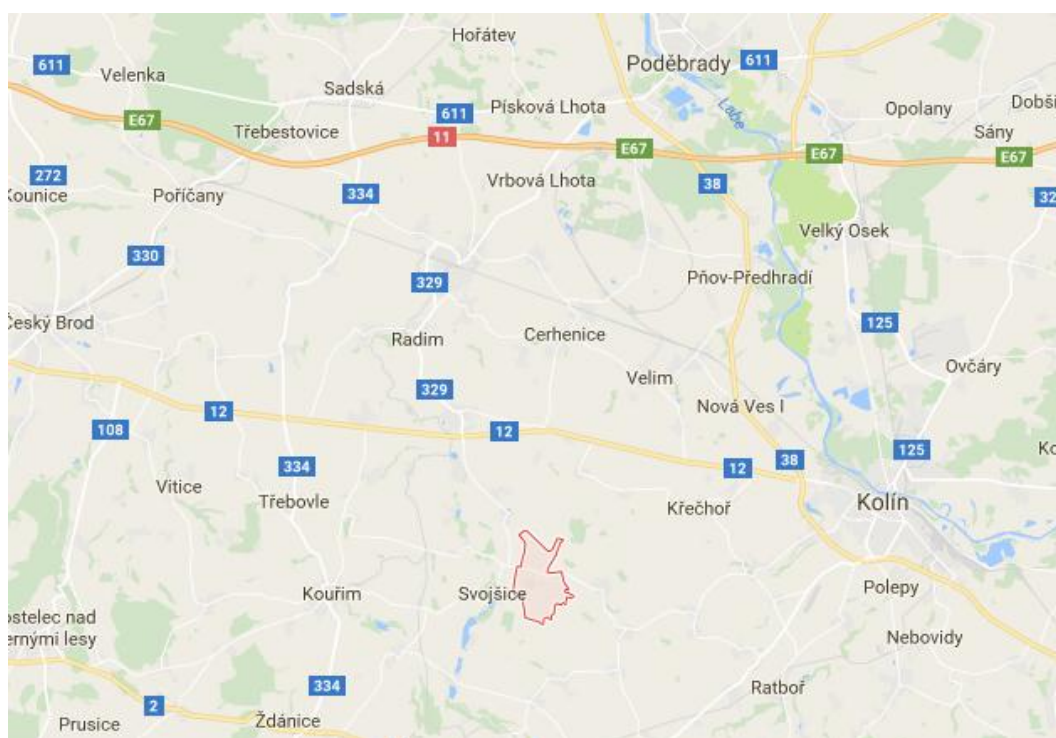 Hořátev
Poděbrady
611
611
Velenka
Sadská
611
Písková Lhota
Labe
Opolany
E67
Třebestovice
11
E67
E67
Sány
E67
272
Poříčany
334
Vrbová Lhota
38
330
Velký Osek
329
Pňov-Předhradí
Český Brod
Radim
Cerhenice
125
329
Velim
Ovčáry
12
Nová Ves I
108
12
38
125
334
12
Vitice
Třebovle
Křečhoř
Kolín
Kouřim
Svojšice
Polepy
Nebovidy
334
Ratboř
2
Prusice
Ždánice